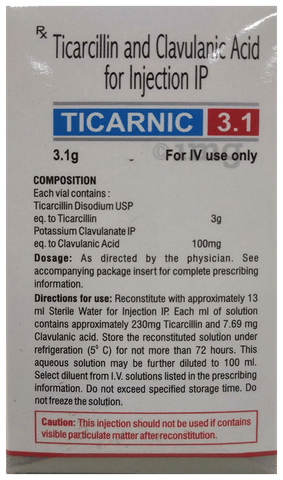 Rx Ticarcillin and Clavulanic Acid
for Injection IP
TICARNIC 3.1
3.1g For IV use only
COMPOSITION
Each vial contains :
Ticarcillin Disodium USP
eq. to Ticarcillin 3g
Potassium Clavulanate IP
eq. to Clavulanic Acid 100mg
Dosage: As directed by the physician. See
accompanying package insert for complete prescribing
information.
Directions for use: Reconstitute with approximately 13
ml Sterile Water for Injection IP. Each ml of solution
contains approximately 230mg Ticarcillin and 7.69 mg
Clavulanic acid. Store the reconstituted solution under
refrigeration (5° C) for not more than 72 hours. This
aqueous solution may be further diluted to 100 ml.
Select diluent from I.V. solutions listed in the prescribing
information. Do not exceed specified storage time. Do
not freeze the solution.
Caution: This injection should not be used if contains
visible particulate matter after reconstitution.